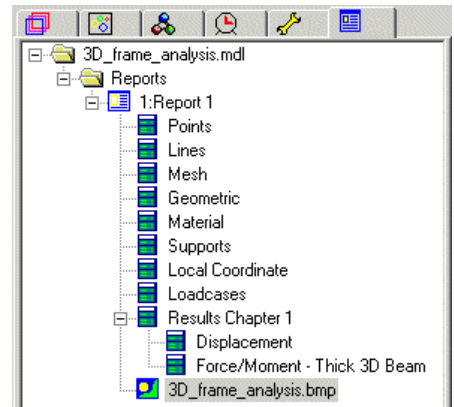 3D_frame_analysis.mdl
Reports
1:Report 1
Points
Lines
Mesh
Geometric
Material
Supports
Local Coordinate
Loadcases
Results Chapter 1
Displacement
Force/Moment - Thick 3D Beam
3D_frame_analysis.bmp